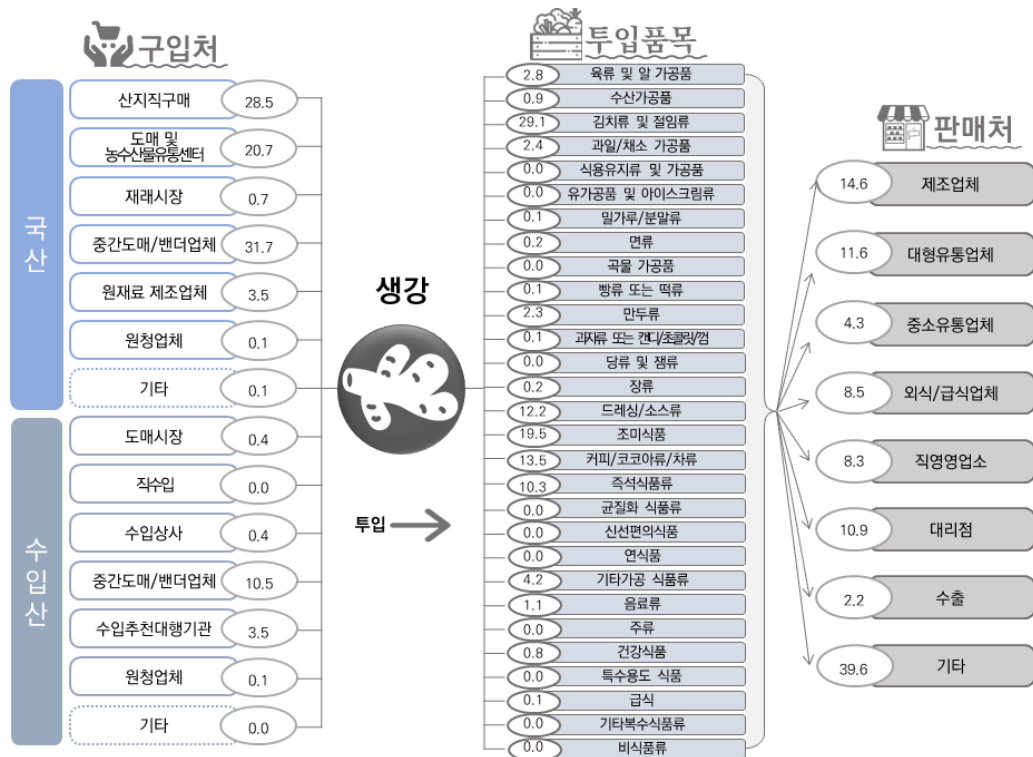 구입처
국산
산지직구매 28.5
도매 및
농수산물유통센터 20.7
재래시장 0.7
중간도매/밴더업체 31.7
원재료 제조업체 3.5
원청업체 0.1
기타 0.1
수입산
도매시장 0.4
직수입 0.0
수입상사 0.4
중간도매/밴더업체 10.5
수입추천대행기관 3.5
원청업체 0.1
기타 0.0
생강
투입
투입품목
2.8 육류 및 알 가공품
0.9 수산가공품
29.1 김치류 및 절임류
2.4 과일/채소 가공품
0.0 식용유지류 및 가공품
0.0 유가공품 및 아이스크림류
0.1 밀가루/분말류
0.2 면류
0.0 곡물 가공품
0.1 빵류 또는 떡류
2.3 만두류
0.1 과자류 또는 캔디/초콜릿/껌
0.0 당류 및 잼류
0.2 장류
12.2 드레싱/소스류
19.5 조미식품
13.5 커피/코코아류/차류
10.3 즉석식품류
0.0 균질화 식품류
0.0 신선편의식품
0.0 연식품
4.2 기타가공 식품류
1.1 음료류
0.0 주류
0.8 건강식품
0.0 특수용도 식품
0.1 급식
0.0 기타복수식품류
0.0 비식품류
판매처
14.6 제조업체
11.6 대형유통업체
4.3 중소유통업체
8.5 외식/급식업체
8.3 직영영업소
10.9 대리점
2.2 수출
39.6 기타